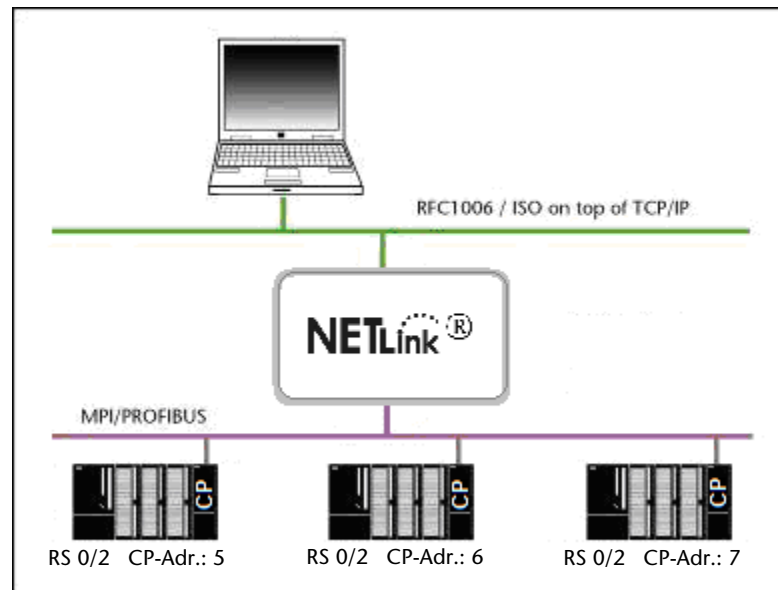 RFC1006 / ISO on top of TCP/IP
NETLink ®
MPI/PROFIBUS
CP
CP
CP
RS 0/2 CP-Adr.: 5
RS 0/2 CP-Adr.: 6
RS 0/2 CP-Adr.: 7